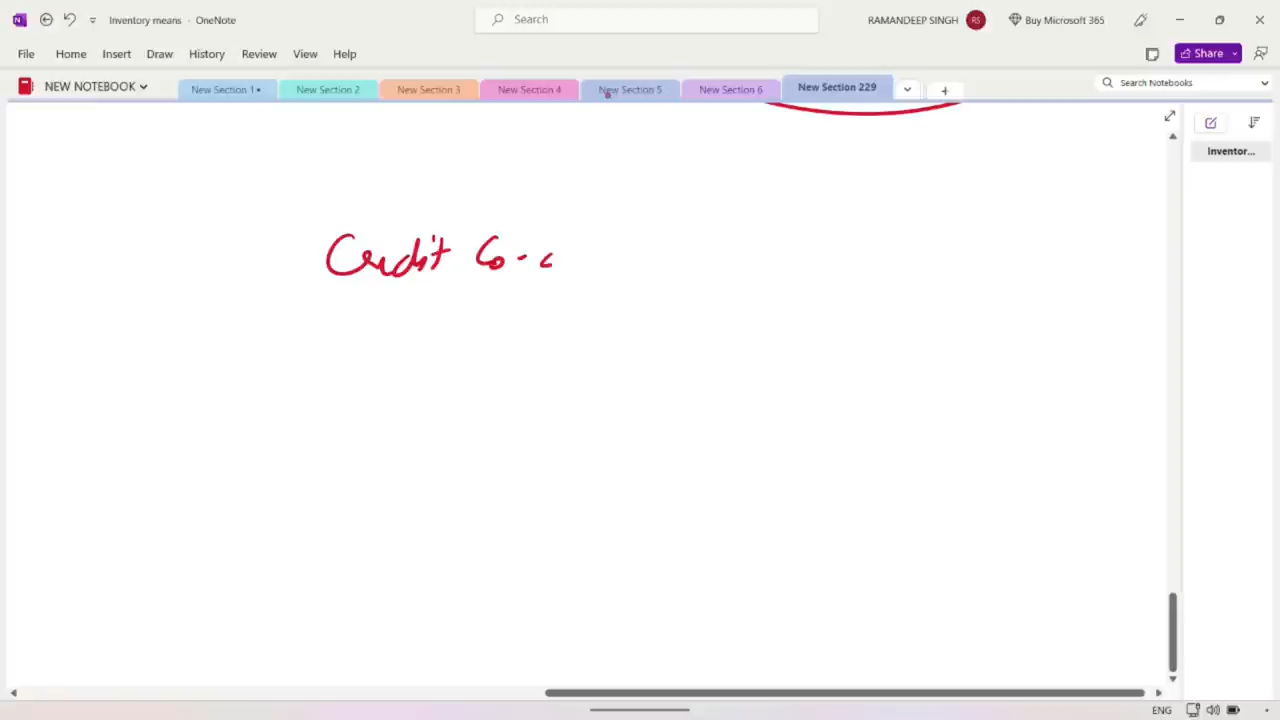 Inventory means - OneNote
Search
RAMANDEEP SINGH RS Buy Microsoft 365
File Home Insert Draw History Review View Help
Share
NEW NOTEBOOK
New Section 1 New Section 2 New Section 3 New Section 4 New Section 5 New Section 6 New Section 229
+
Search Notebooks
Inventor...
Credit Co-o
ENG